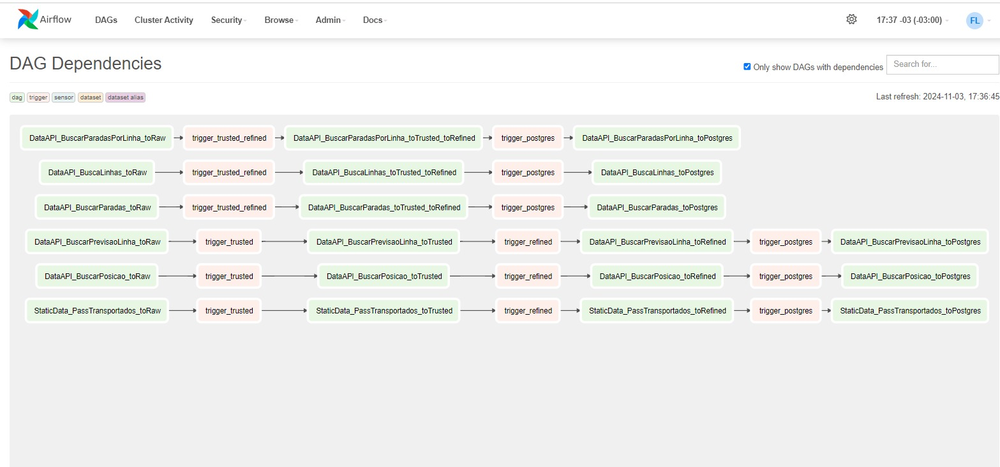 Airflow DAGs Cluster Activity Security Browse Admin Docs 17:37 -03 (-03:00) FL
DAG Dependencies
Only show DAGs with dependencies Search for...
dag trigger sensor dataset dataset alias Last refresh: 2024-11-03, 17:36:45
DataAPI_BuscarParadasPorLinha_toRaw trigger_trusted_refined DataAPI_BuscarParadasPorLinha_toTrusted_toRefined trigger_postgres DataAPI_BuscarParadasPorLinha_toPostgres
DataAPI_BuscaLinhas_toRaw trigger_trusted_refined DataAPI_BuscaLinhas_toTrusted_toRefined trigger_postgres DataAPI_BuscaLinhas_toPostgres
DataAPI_BuscarParadas_toRaw trigger_trusted_refined DataAPI_BuscarParadas_toTrusted_toRefined trigger_postgres DataAPI_BuscarParadas_toPostgres
DataAPI_BuscarPrevisaoLinha_toRaw trigger_trusted DataAPI_BuscarPrevisaoLinha_toTrusted trigger_refined DataAPI_BuscarPrevisaoLinha_toRefined trigger_postgres DataAPI_BuscarPrevisaoLinha_toPostgres
DataAPI_BuscarPosicao_toRaw trigger_trusted DataAPI_BuscarPosicao_toTrusted trigger_refined DataAPI_BuscarPosicao_toRefined trigger_postgres DataAPI_BuscarPosicao_toPostgres
StaticData_PassTransportados_toRaw trigger_trusted StaticData_PassTransportados_toTrusted trigger_refined StaticData_PassTransportados_toRefined trigger_postgres StaticData_PassTransportados_toPostgres